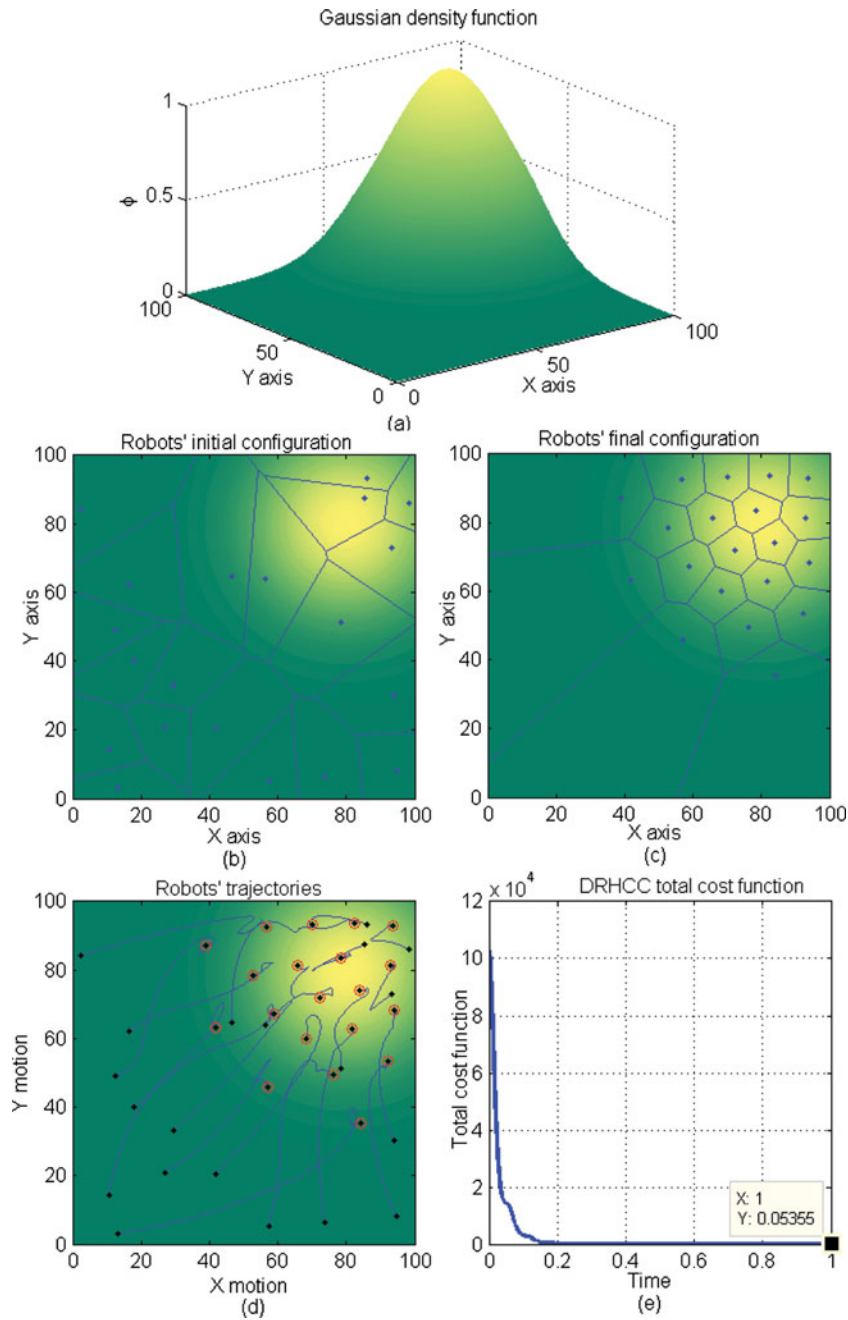 Gaussian density function
1
0.5
0
ϕ
100
50
0
Y axis
0
50
100
X axis
(a)
Robots' initial configuration
100
80
60
40
20
0
Y axis
0 20 40 60 80 100
X axis
(b)
Robots' final configuration
100
80
60
40
20
0
Y axis
0 20 40 60 80 100
X axis
(c)
Robots' trajectories
100
80
60
40
20
0
Y motion
0 20 40 60 80 100
X motion
(d)
x 10^4
DRHCC total cost function
12
10
8
6
4
2
0
Total cost function
X: 1
Y: 0.05355
0 0.2 0.4 0.6 0.8 1
Time
(e)